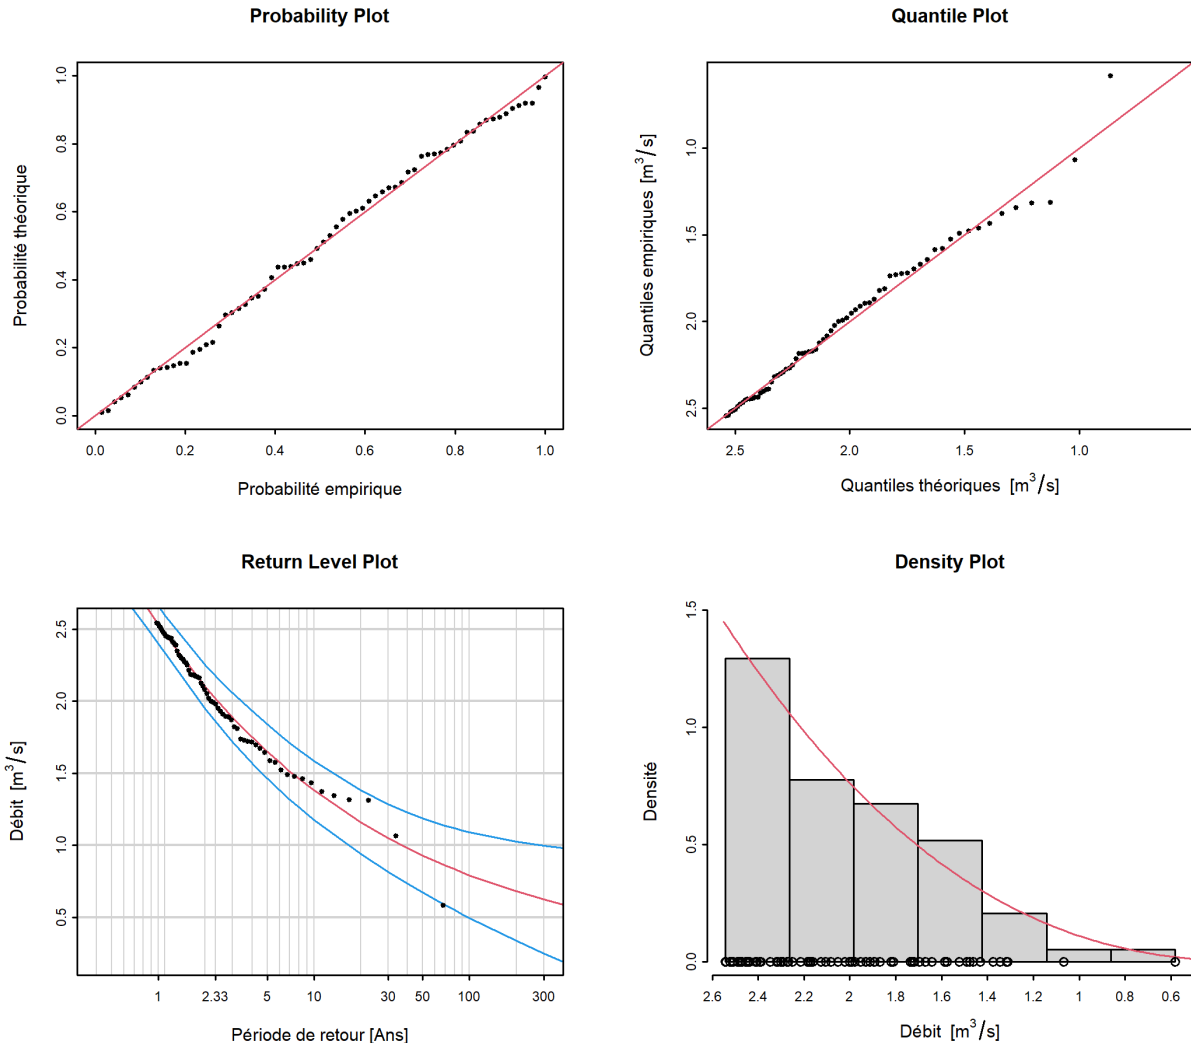 Probability Plot
Probabilité théorique
1.0
0.8
0.6
0.4
0.2
0.0
0.0 0.2 0.4 0.6 0.8 1.0
Probabilité empirique
Quantile Plot
Quantiles empiriques [m³/s]
1.0
1.5
2.0
2.5
2.5 2.0 1.5 1.0
Quantiles théoriques [m³/s]
Return Level Plot
Débit [m³/s]
2.5
2.0
1.5
1.0
0.5
1 2.33 5 10 30 50 100 300
Période de retour [Ans]
Density Plot
Densité
1.5
1.0
0.5
0.0
2.6 2.4 2.2 2 1.8 1.6 1.4 1.2 1 0.8 0.6
Débit [m³/s]